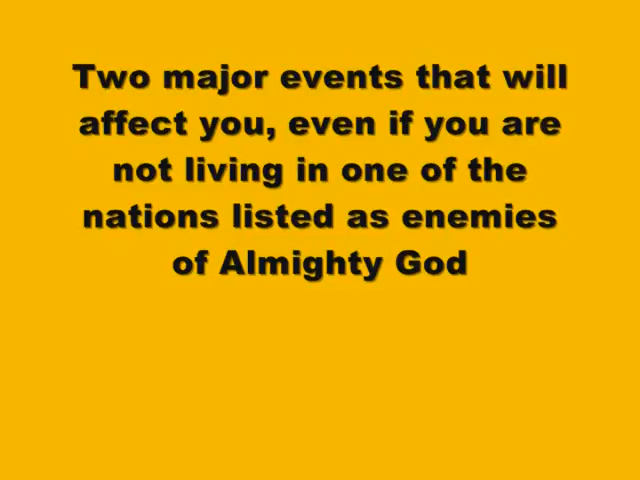 Two major events that will
affect you, even if you are
not living in one of the
nations listed as enemies
of Almighty God